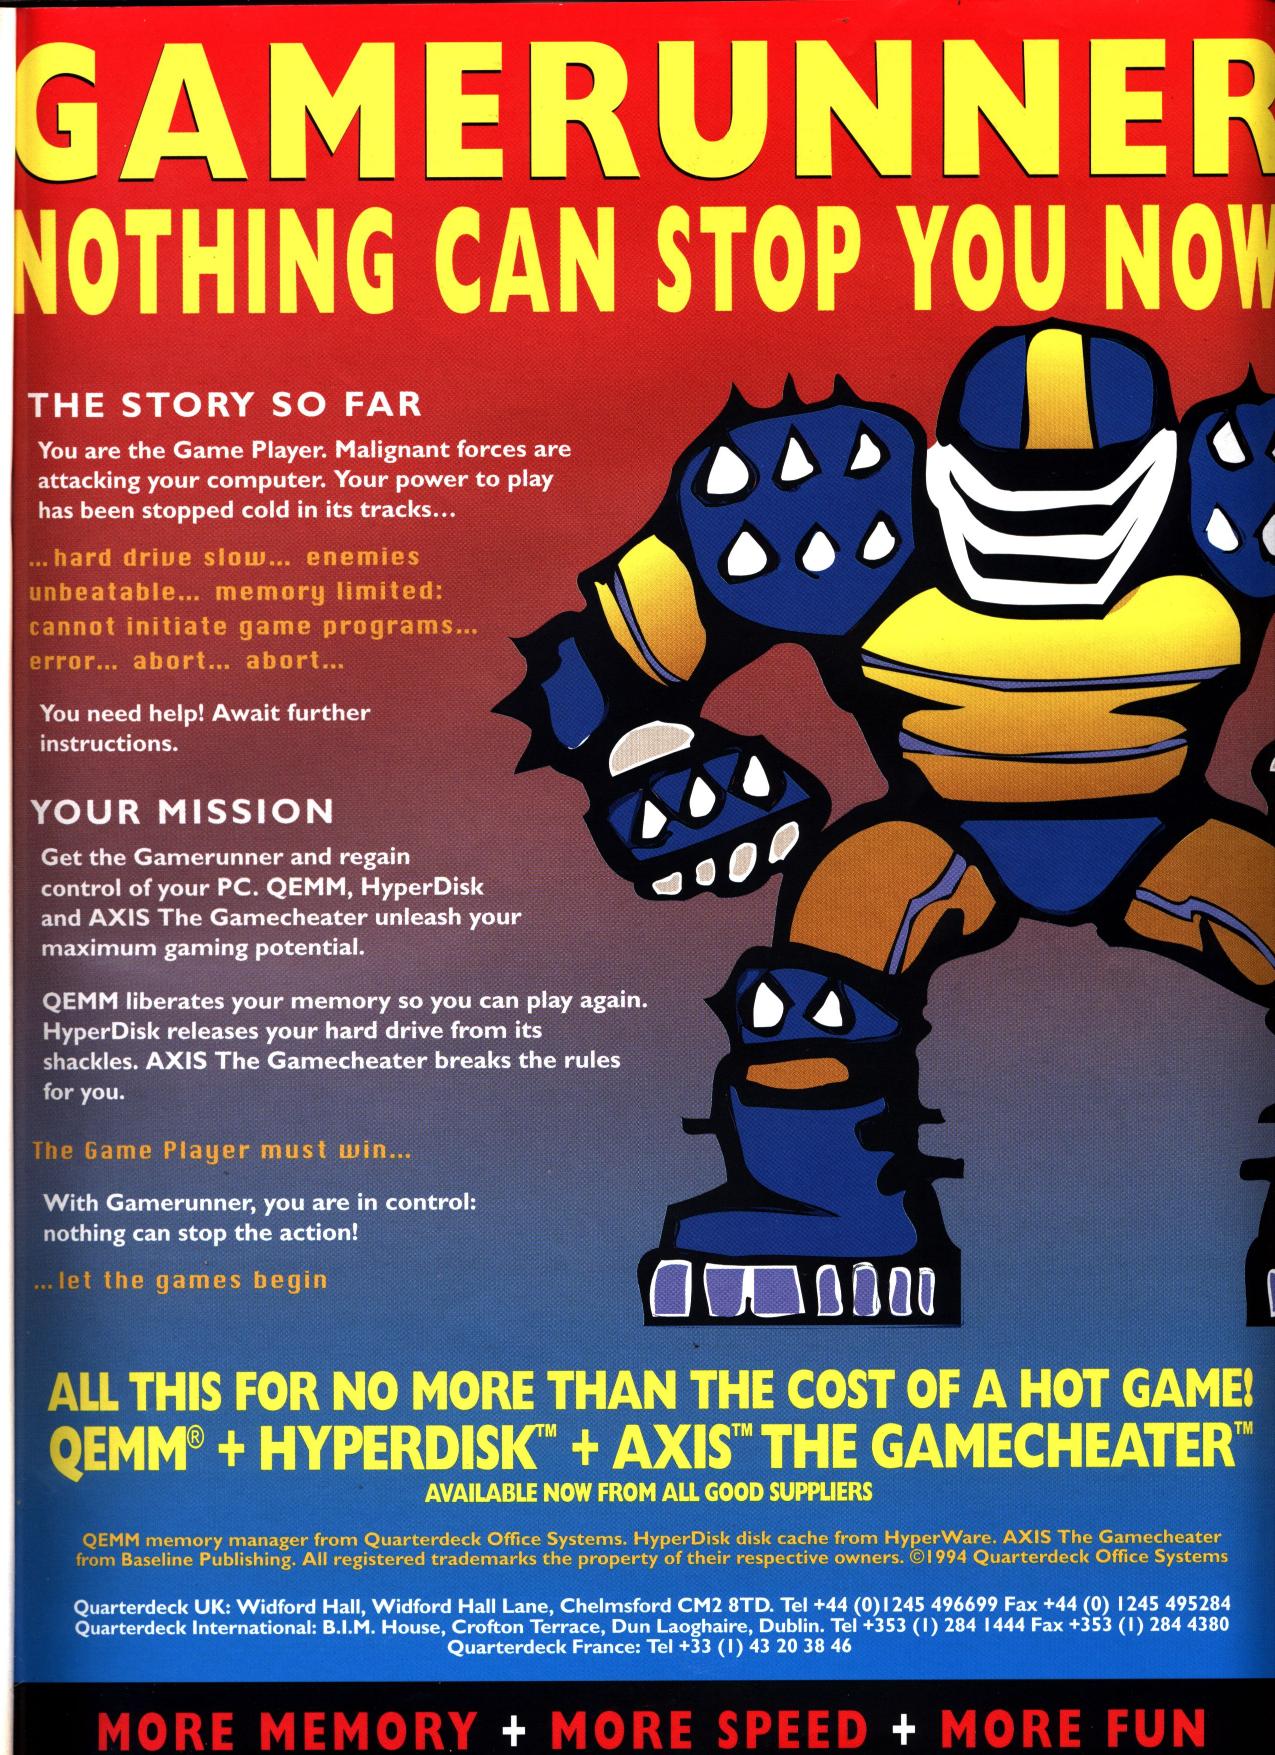 GAMERUNNER
NOTHING CAN STOP YOU NOW
THE STORY SO FAR
You are the Game Player. Malignant forces are
attacking your computer. Your power to play
has been stopped cold in its tracks...
...hard drive slow... enemies
unbeatable... memory limited:
cannot initiate game programs...
error... abort... abort...
You need help! Await further
instructions.
YOUR MISSION
Get the Gamerunner and regain
control of your PC. QEMM, HyperDisk
and AXIS The Gamecheater unleash your
maximum gaming potential.
QEMM liberates your memory so you can play again.
HyperDisk releases your hard drive from its
shackles. AXIS The Gamecheater breaks the rules
for you.
The Game Player must win...
With Gamerunner, you are in control:
nothing can stop the action!
...let the games begin
ALL THIS FOR NO MORE THAN THE COST OF A HOT GAME!
QEMM® + HYPERDISK™ + AXIS™ THE GAMECHEATER™
AVAILABLE NOW FROM ALL GOOD SUPPLIERS
QEMM memory manager from Quarterdeck Office Systems. HyperDisk disk cache from HyperWare. AXIS The Gamecheater
from Baseline Publishing. All registered trademarks the property of their respective owners. ©1994 Quarterdeck Office Systems
Quarterdeck UK: Widford Hall, Widford Hall Lane, Chelmsford CM2 8TD. Tel +44 (0)1245 496699 Fax +44 (0) 1245 495284
Quarterdeck International: B.I.M. House, Crofton Terrace, Dun Laoghaire, Dublin. Tel +353 (1) 284 1444 Fax +353 (1) 284 4380
Quarterdeck France: Tel +33 (1) 43 20 38 46
MORE MEMORY + MORE SPEED + MORE FUN